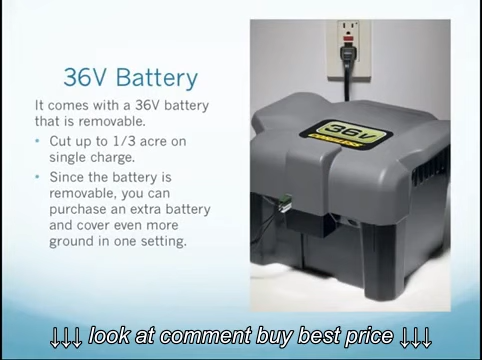 36V Battery
It comes with a 36V battery
that is removable.
• Cut up to 1/3 acre on
single charge.
• Since the battery is
removable, you can
purchase an extra battery
and cover even more
ground in one setting.
36V
CORDLESS
↓↓↓ look at comment buy best price ↓↓↓